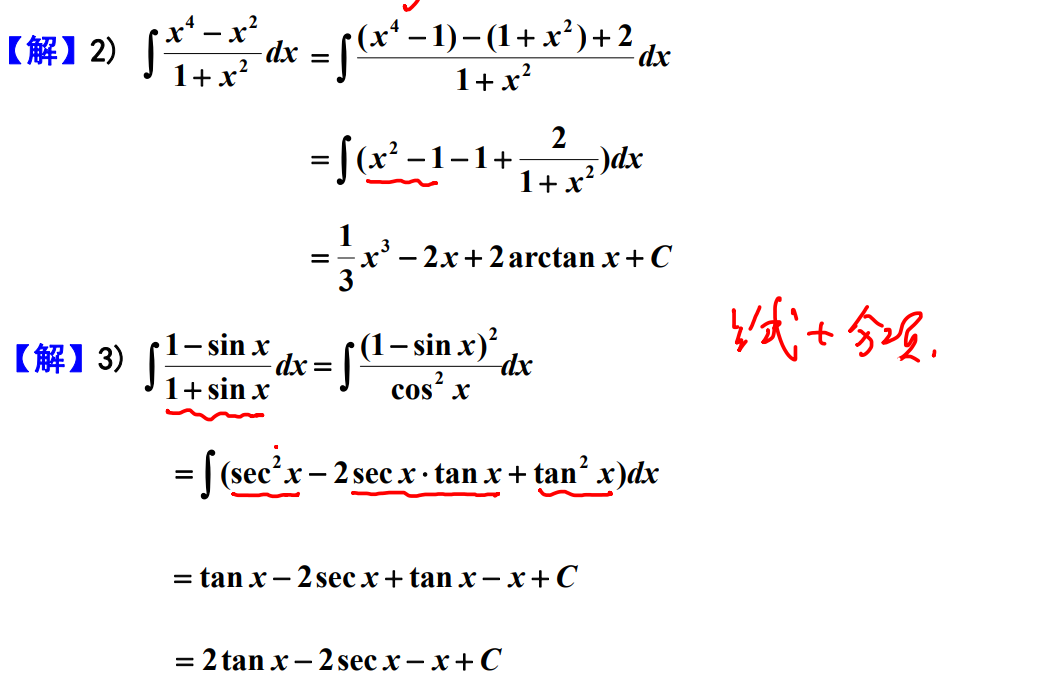 【解】2) ∫ (x⁴ − x²)/(1 + x²) dx = ∫ ((x⁴ − 1) − (1 + x²) + 2)/(1 + x²) dx
= ∫ (x² − 1 − 1 + 2/(1 + x²))dx
= 1/3 x³ − 2x + 2 arctan x + C
+ 分项.
【解】3) ∫ (1 − sin x)/(1 + sin x) dx = ∫ (1 − sin x)²/cos² x dx
= ∫ (sec² x − 2 sec x · tan x + tan² x)dx
= tan x − 2 sec x + tan x − x + C
= 2 tan x − 2 sec x − x + C